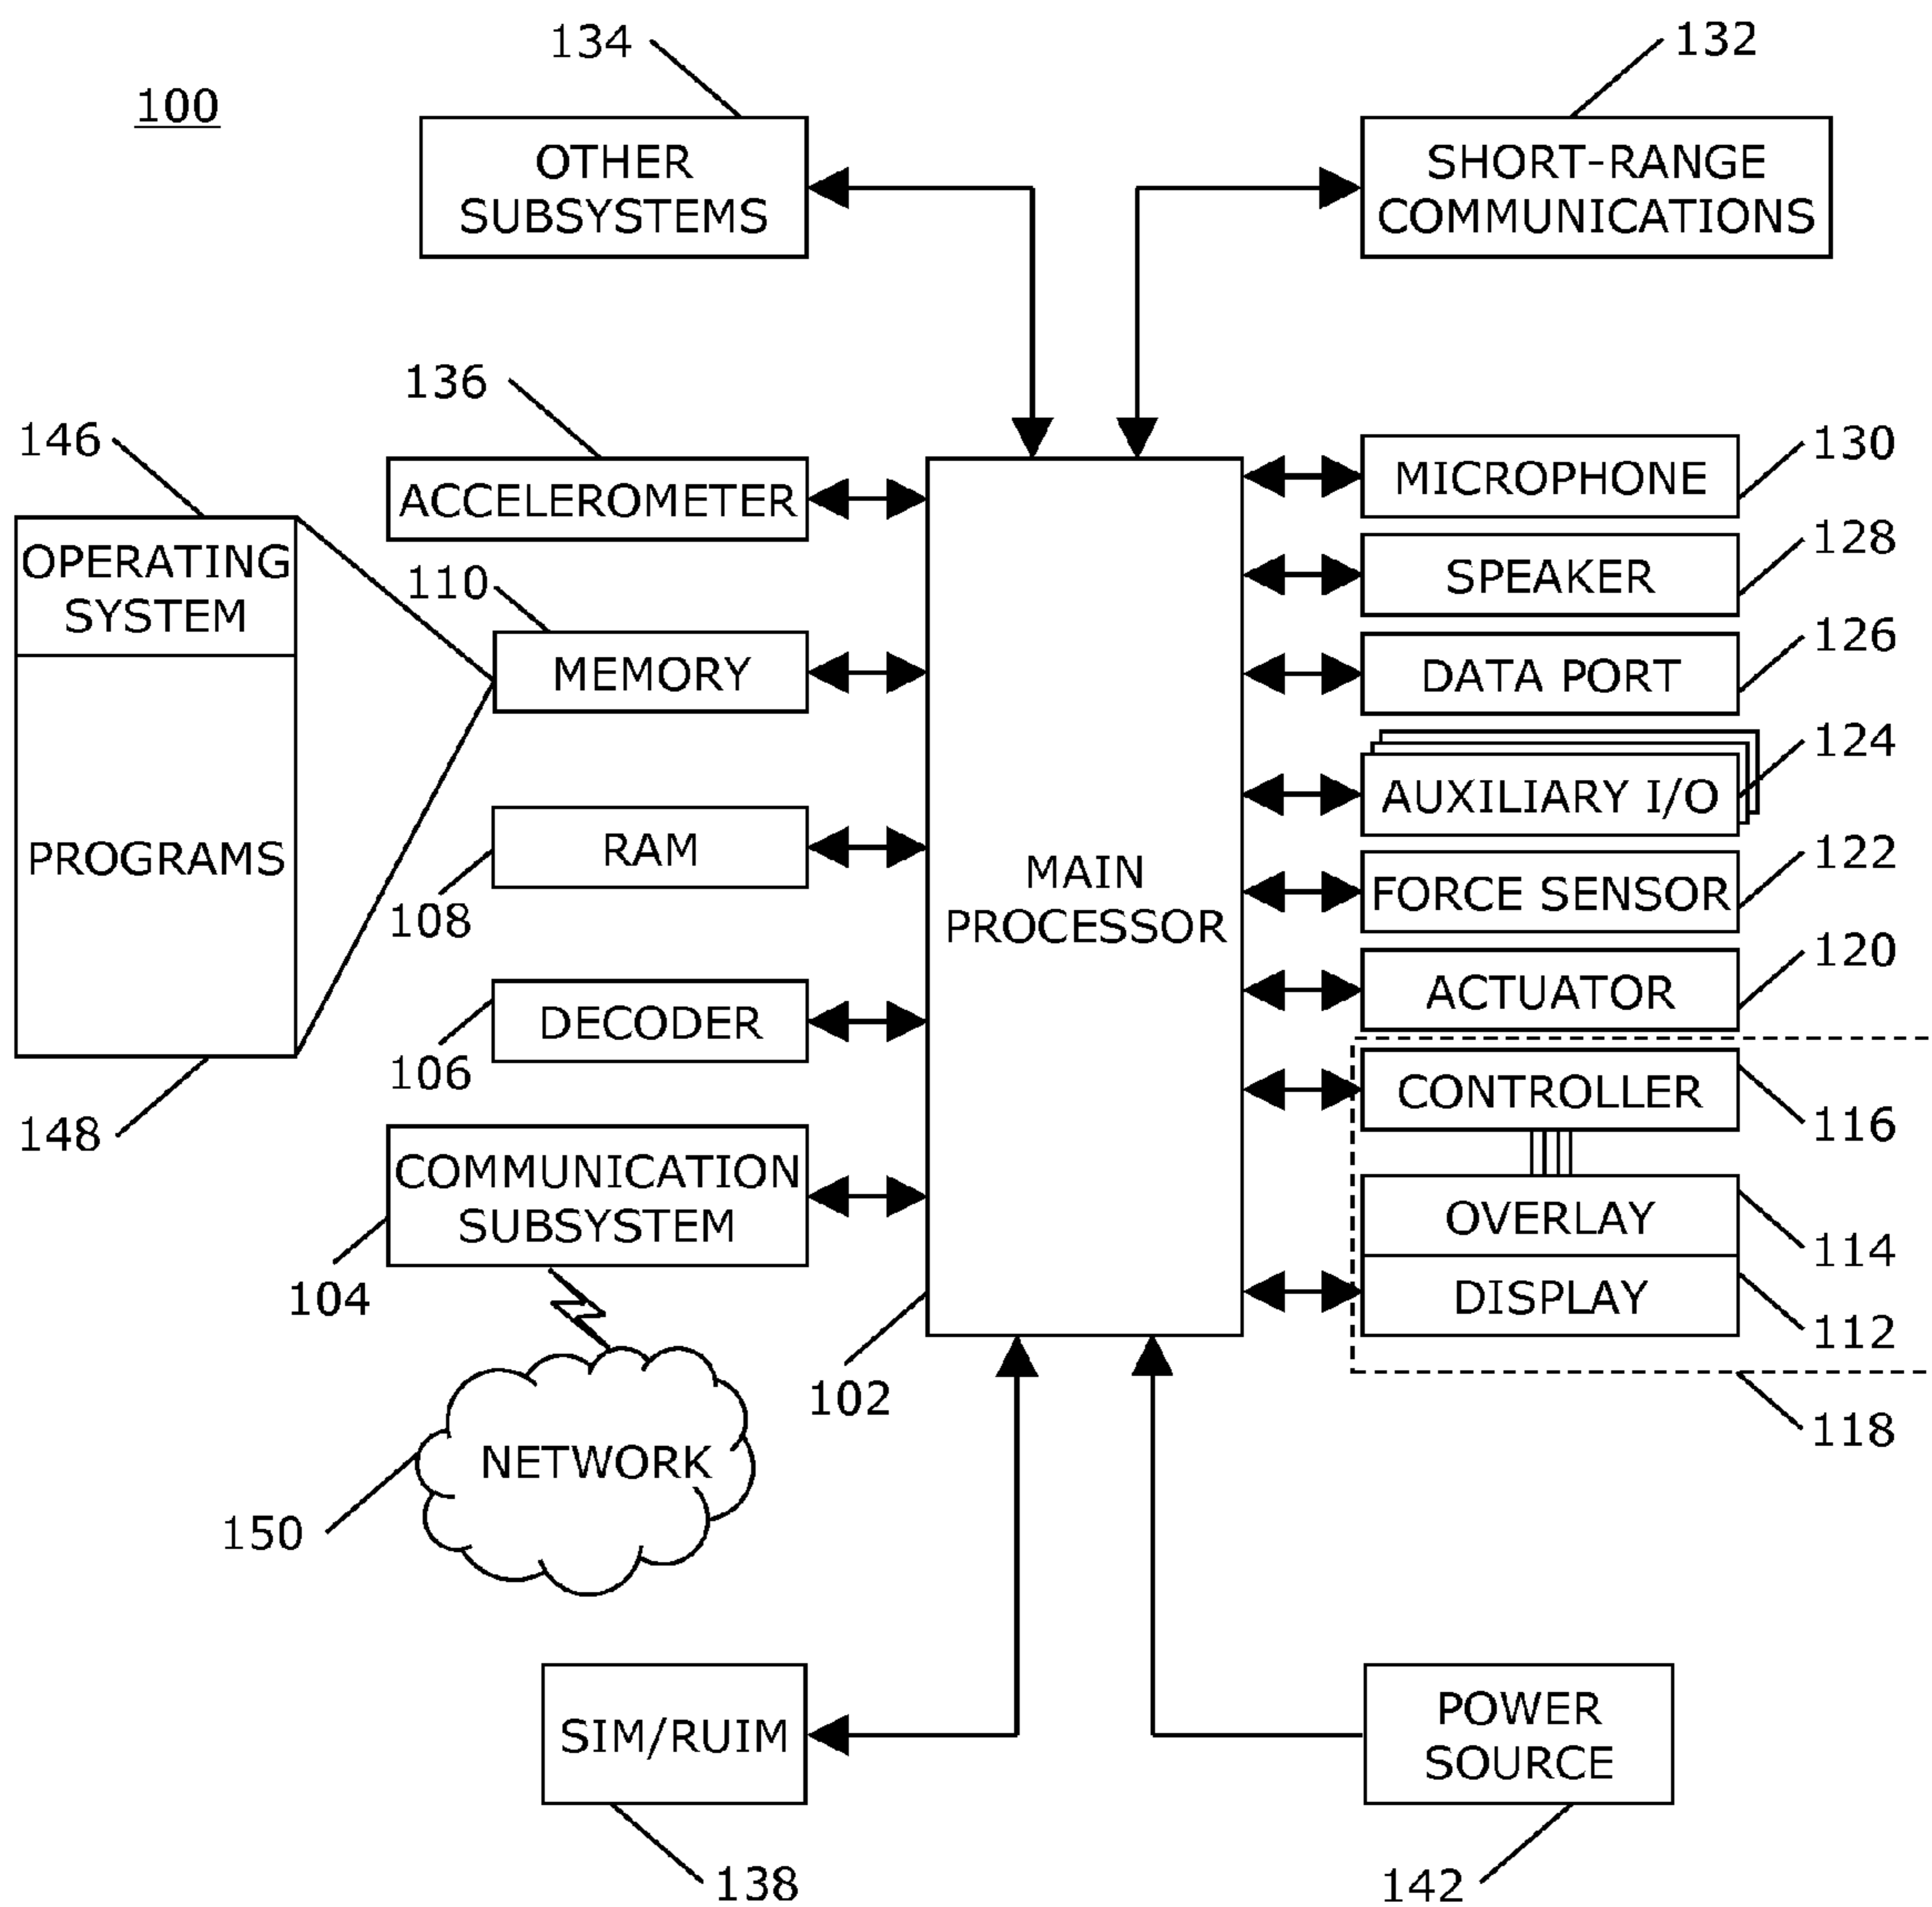 134
132
100
OTHER
SUBSYSTEMS
SHORT-RANGE
COMMUNICATIONS
136
146
130
ACCELEROMETER
MICROPHONE
OPERATING
SYSTEM
110
128
SPEAKER
MEMORY
126
DATA PORT
124
AUXILIARY I/O
PROGRAMS
RAM
108
MAIN
PROCESSOR
122
FORCE SENSOR
120
ACTUATOR
DECODER
106
CONTROLLER
116
148
COMMUNICATION
SUBSYSTEM
104
OVERLAY
114
DISPLAY
112
102
118
NETWORK
150
SIM/RUIM
POWER
SOURCE
138
142